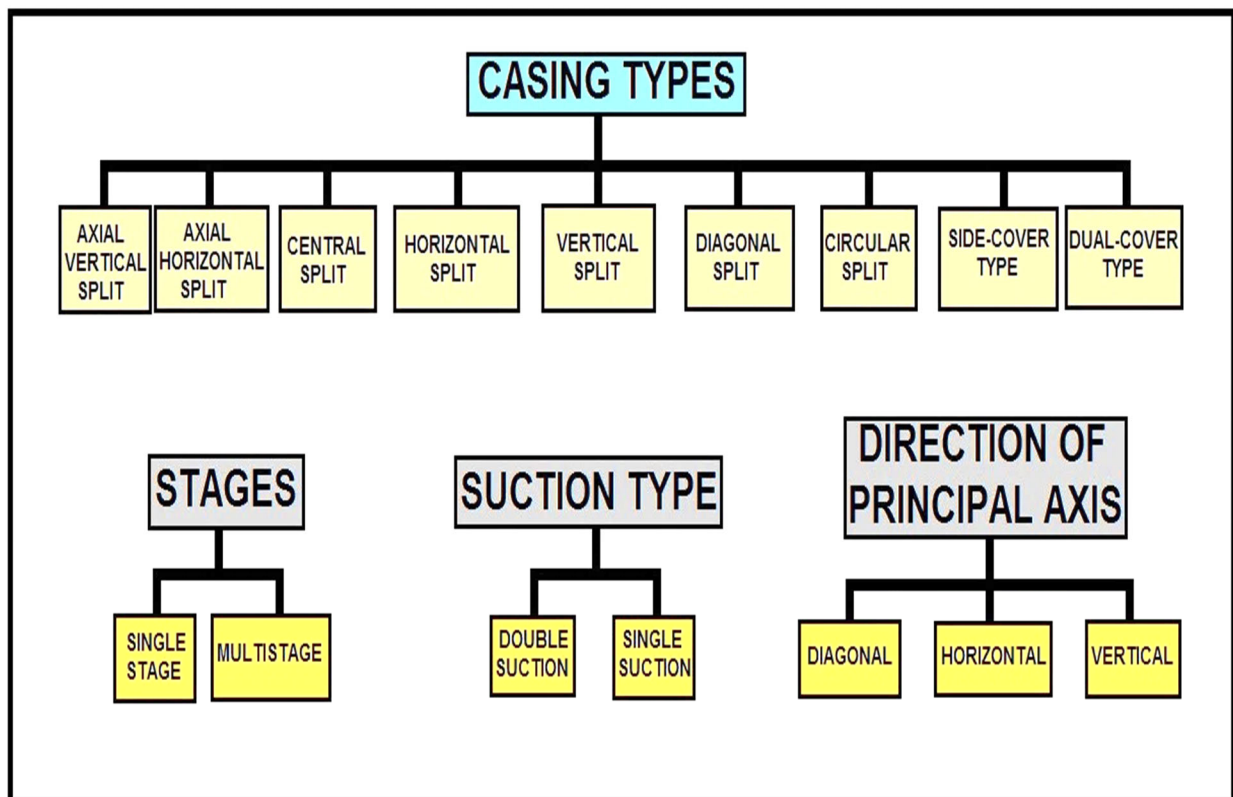 CASING TYPES
AXIAL
VERTICAL
SPLIT
AXIAL
HORIZONTAL
SPLIT
CENTRAL
SPLIT
HORIZONTAL
SPLIT
VERTICAL
SPLIT
DIAGONAL
SPLIT
CIRCULAR
SPLIT
SIDE-COVER
TYPE
DUAL-COVER
TYPE
STAGES
SINGLE
STAGE
MULTISTAGE
SUCTION TYPE
DOUBLE
SUCTION
SINGLE
SUCTION
DIRECTION OF
PRINCIPAL AXIS
DIAGONAL
HORIZONTAL
VERTICAL